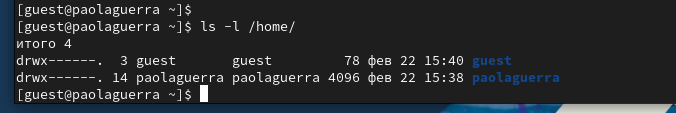 [guest@paolaguerra ~]$
[guest@paolaguerra ~]$ ls -l /home/
итого 4
drwx------.  3 guest       guest         78 фев 22 15:40 guest
drwx------. 14 paolaguerra paolaguerra 4096 фев 22 15:38 paolaguerra
[guest@paolaguerra ~]$